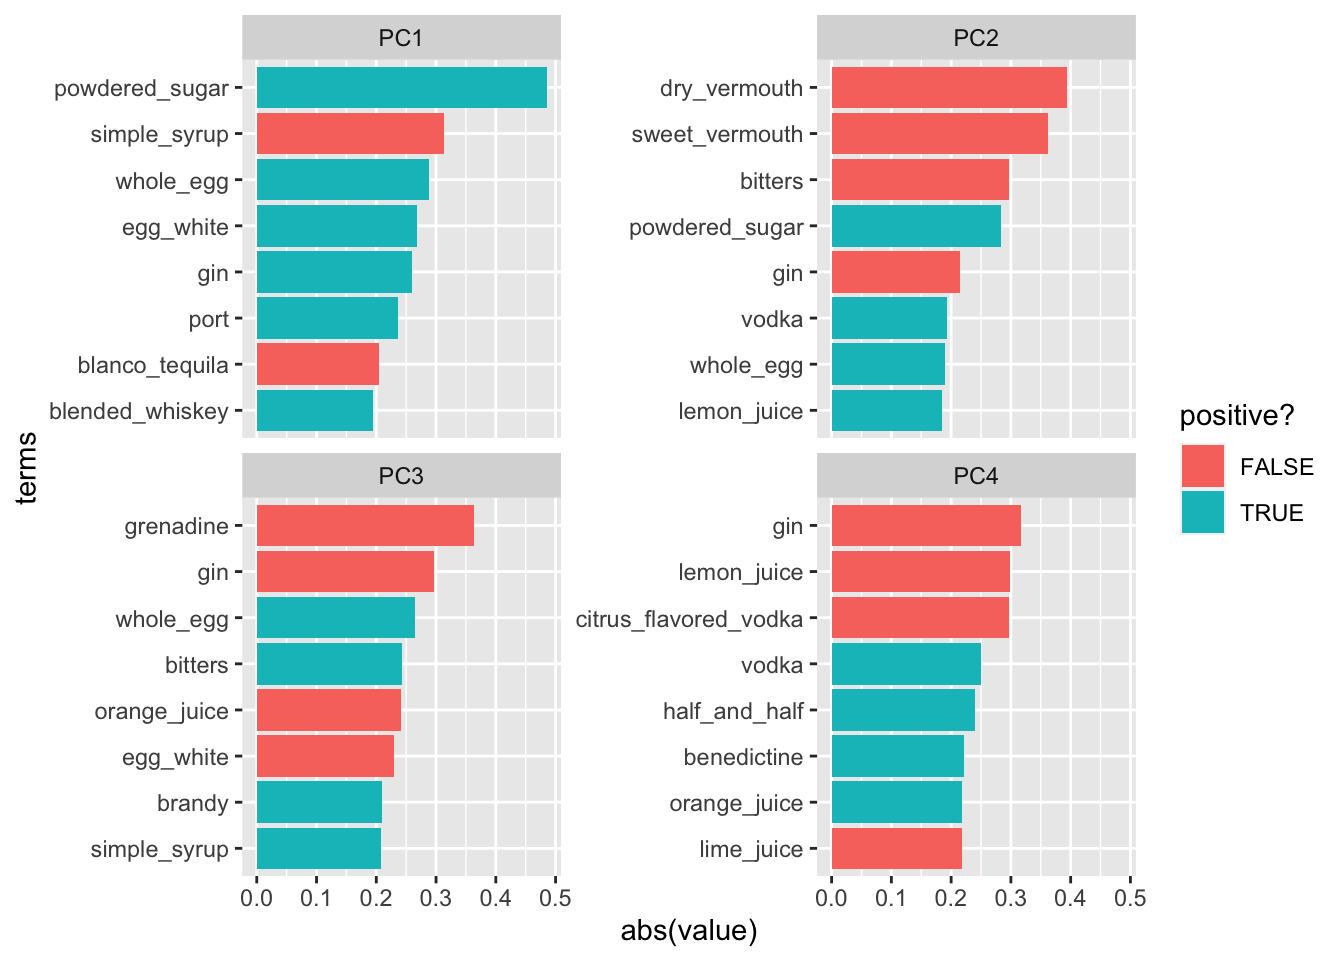 PC1
powdered_sugar
simple_syrup
whole_egg
egg_white
gin
port
blanco_tequila
blended_whiskey
PC2
dry_vermouth
sweet_vermouth
bitters
powdered_sugar
gin
vodka
whole_egg
lemon_juice
PC3
grenadine
gin
whole_egg
bitters
orange_juice
egg_white
brandy
simple_syrup
0.0 0.1 0.2 0.3 0.4 0.5
PC4
gin
lemon_juice
citrus_flavored_vodka
vodka
half_and_half
benedictine
orange_juice
lime_juice
0.0 0.1 0.2 0.3 0.4 0.5
abs(value)
terms
positive?
FALSE
TRUE